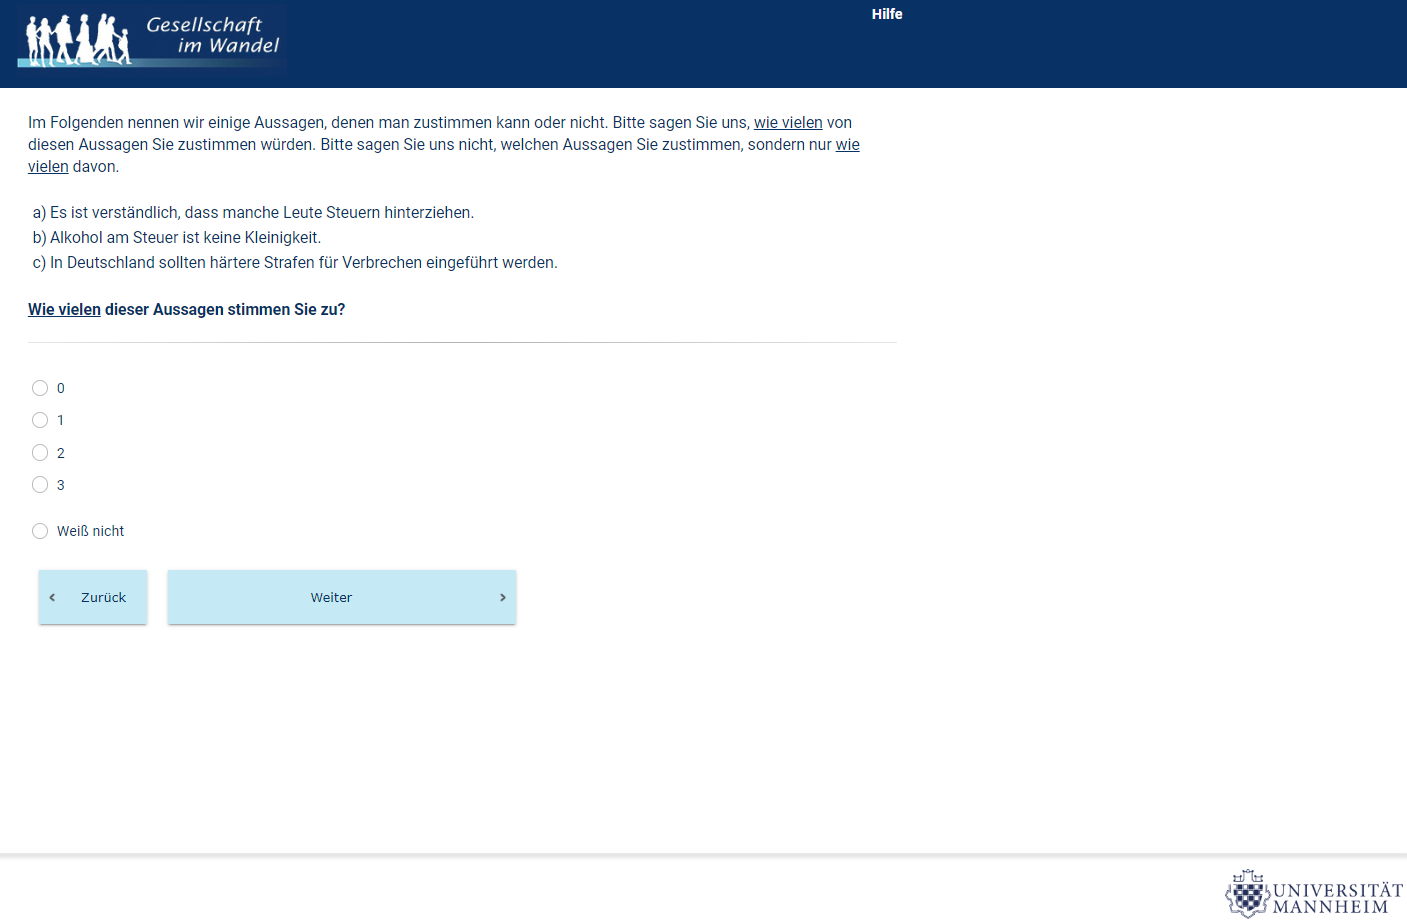 Gesellschaft
im Wandel
Hilfe
Im Folgenden nennen wir einige Aussagen, denen man zustimmen kann oder nicht. Bitte sagen Sie uns, wie vielen von
diesen Aussagen Sie zustimmen würden. Bitte sagen Sie uns nicht, welchen Aussagen Sie zustimmen, sondern nur wie
vielen davon.
a) Es ist verständlich, dass manche Leute Steuern hinterziehen.
b) Alkohol am Steuer ist keine Kleinigkeit.
c) In Deutschland sollten härtere Strafen für Verbrechen eingeführt werden.
Wie vielen dieser Aussagen stimmen Sie zu?
0
1
2
3
Weiß nicht
Zurück
Weiter
UNIVERSITÄT
MANNHEIM